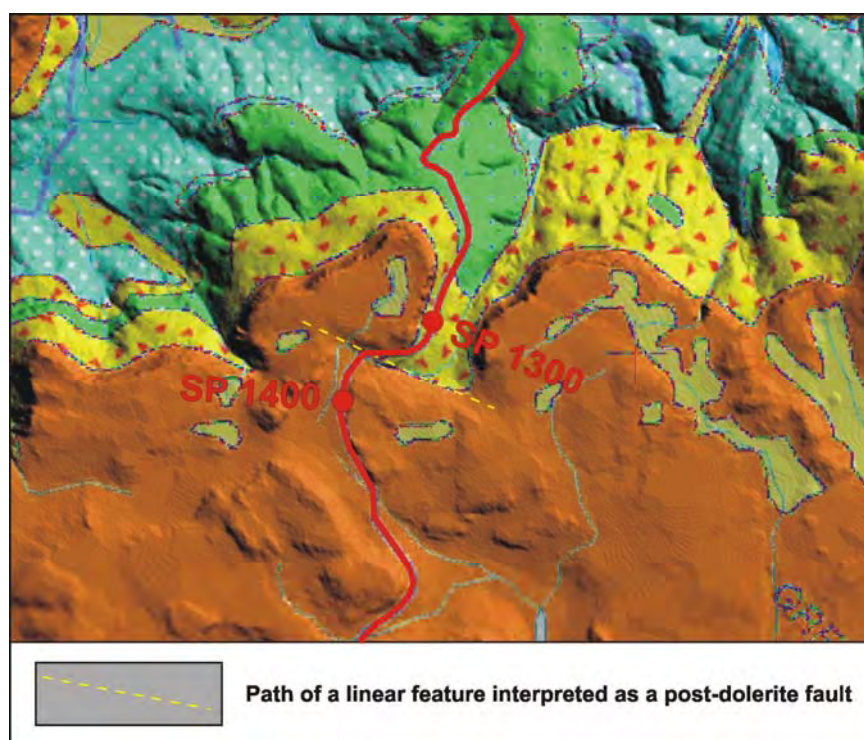 SP 1300
SP 1400
Path of a linear feature interpreted as a post-dolerite fault